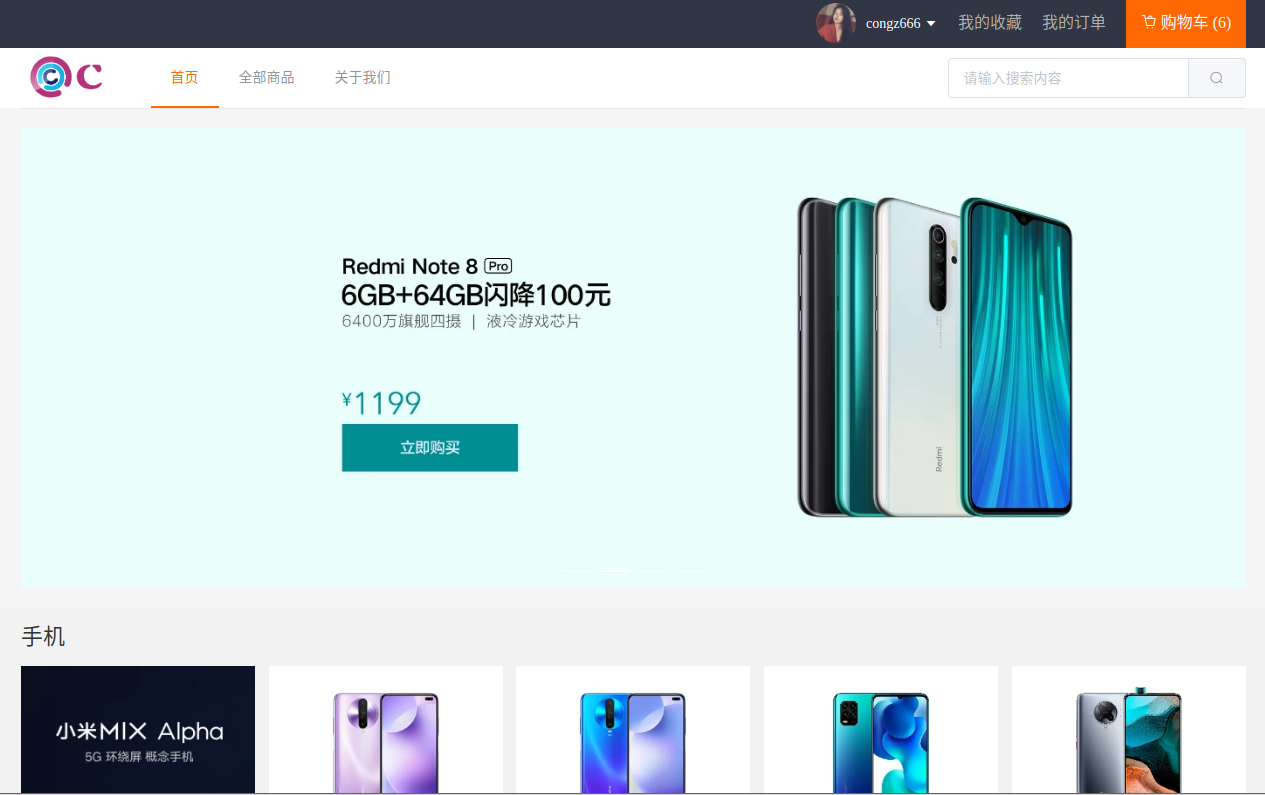 congz666 我的收藏 我的订单 购物车 (6)
C C 首页 全部商品 关于我们 请输入搜索内容
Redmi Note 8 Pro
6GB+64GB闪降100元
6400万旗舰四摄 | 液冷游戏芯片
¥1199
立即购买
Redmi
手机
小米MIX Alpha
5G 环绕屏 概念手机